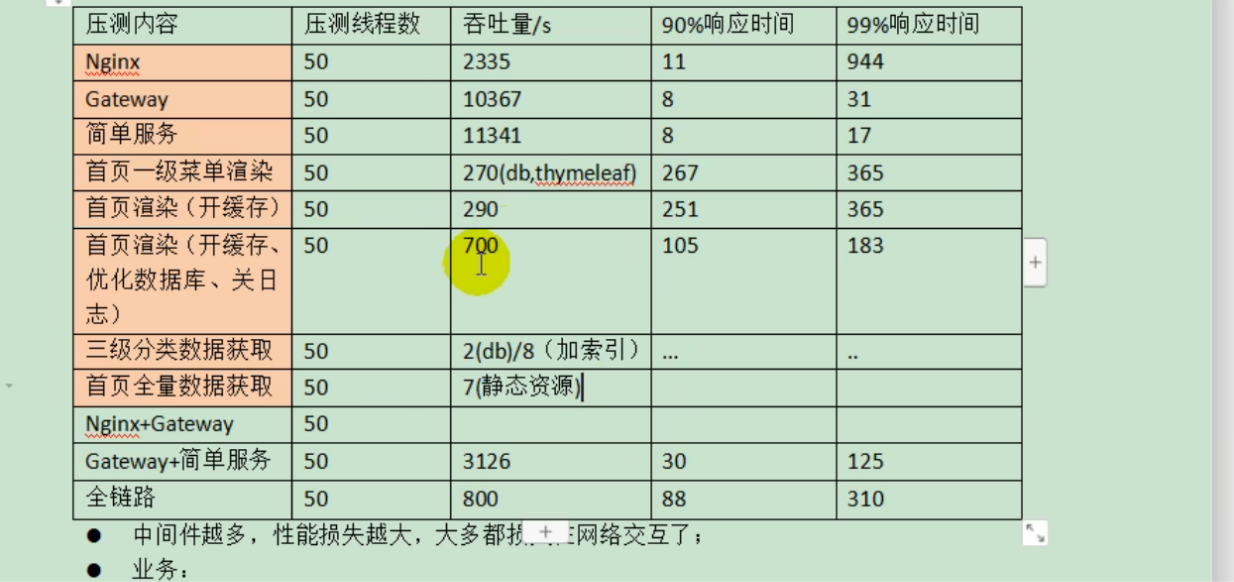 压测内容 压测线程数 吞吐量/s 90%响应时间 99%响应时间
Nginx 50 2335 11 944
Gateway 50 10367 8 31
简单服务 50 11341 8 17
首页一级菜单渲染 50 270(db,thymeleaf) 267 365
首页渲染（开缓存） 50 290 251 365
首页渲染（开缓存、 50 700 105 183
优化数据库、关日
志）
三级分类数据获取 50 2(db)/8（加索引） ... ..
首页全量数据获取 50 7(静态资源)
Nginx+Gateway 50
Gateway+简单服务 50 3126 30 125
全链路 50 800 88 310
● 中间件越多，性能损失越大，大多都损 网络交互了；
● 业务：